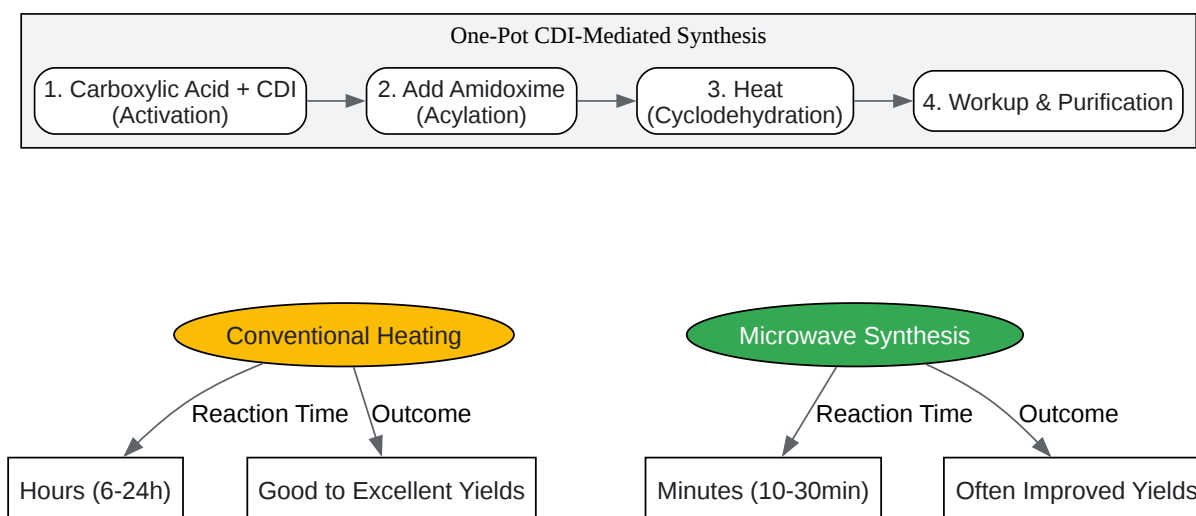 One-Pot CDI-Mediated Synthesis
1. Carboxylic Acid + CDI
(Activation)
2. Add Amidoxime
(Acylation)
3. Heat
(Cyclodehydration)
4. Workup & Purification
Conventional Heating
Microwave Synthesis
Reaction Time
Outcome
Reaction Time
Outcome
Hours (6-24h)
Good to Excellent Yields
Minutes (10-30min)
Often Improved Yields